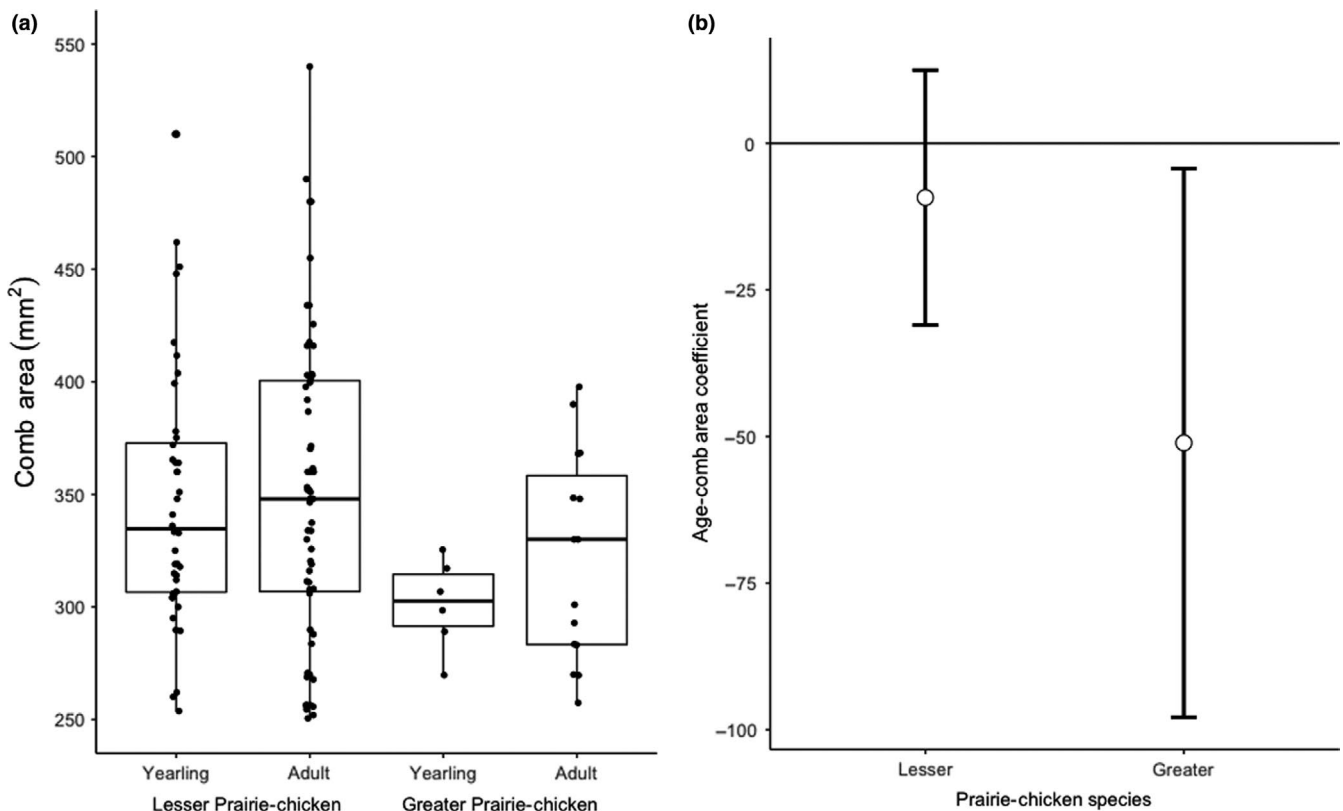 (a)
Comb area (mm²)
550
500
450
400
350
300
250
Yearling Adult Yearling Adult
Lesser Prairie-chicken Greater Prairie-chicken
(b)
Age-comb area coefficient
0
−25
−50
−75
−100
Lesser Greater
Prairie-chicken species